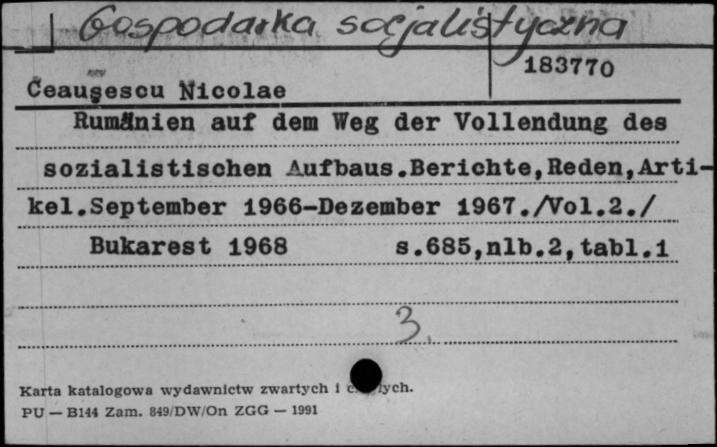 Gospodarka socjalistyczna
183770
Ceauşescu Nicolae
Rumänien auf dem Weg der Vollendung des
sozialistischen Aufbaus.Berichte,Reden,Arti-
kel.September 1966-Dezember 1967./Vol.2./
Bukarest 1968 s.685,nlb.2,tabl.1
3.
Karta katalogowa wydawnictw zwartych i
PU — B144 Zam. 849/DW/On ZGG — 1991